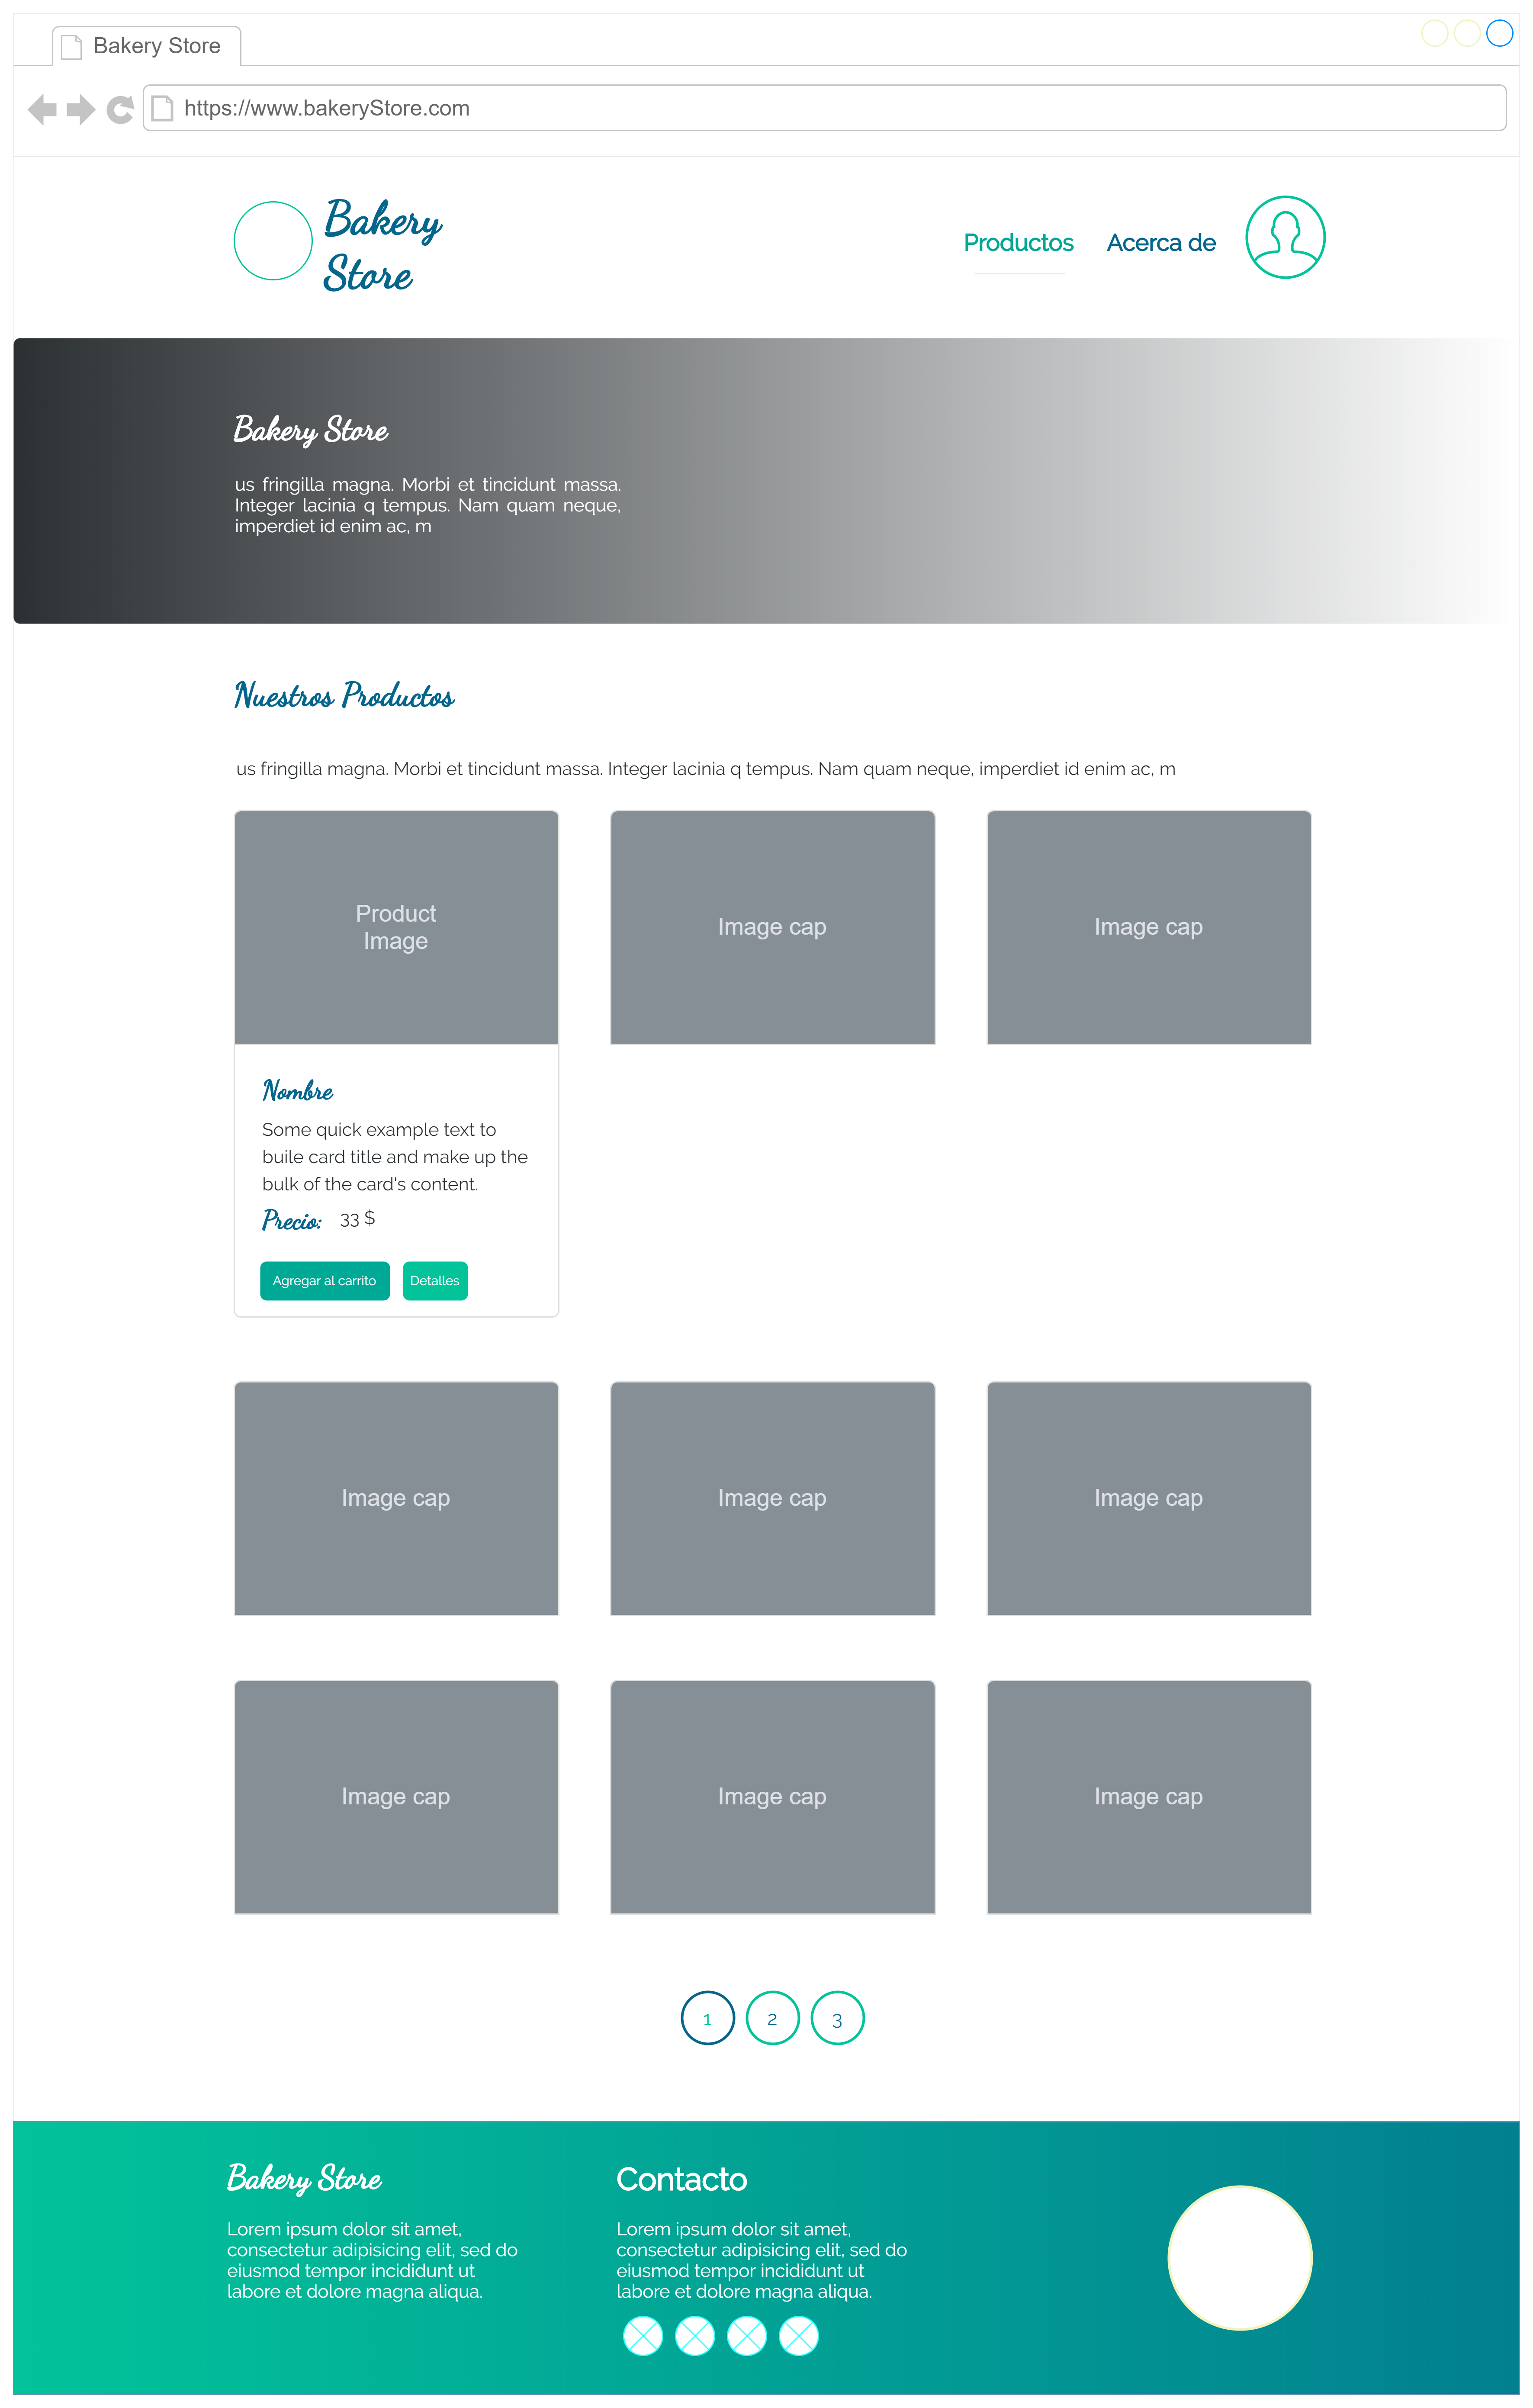 Bakery Store
https://www.bakeryStore.com
Bakery
Store
Productos
Acerca de
Bakery Store
us fringilla magna. Morbi et tincidunt massa.
Integer lacinia q tempus. Nam quam neque,
imperdiet id enim ac, m
Nuestros Productos
us fringilla magna. Morbi et tincidunt massa. Integer lacinia q tempus. Nam quam neque, imperdiet id enim ac, m
Product
Image
Image cap
Image cap
Nombre
Some quick example text to
buile card title and make up the
bulk of the card's content.
Precio: 33 $
Agregar al carrito
Detalles
Image cap
Image cap
Image cap
Image cap
Image cap
Image cap
1
2
3
Bakery Store
Lorem ipsum dolor sit amet,
consectetur adipisicing elit, sed do
eiusmod tempor incididunt ut
labore et dolore magna aliqua.
Contacto
Lorem ipsum dolor sit amet,
consectetur adipisicing elit, sed do
eiusmod tempor incididunt ut
labore et dolore magna aliqua.